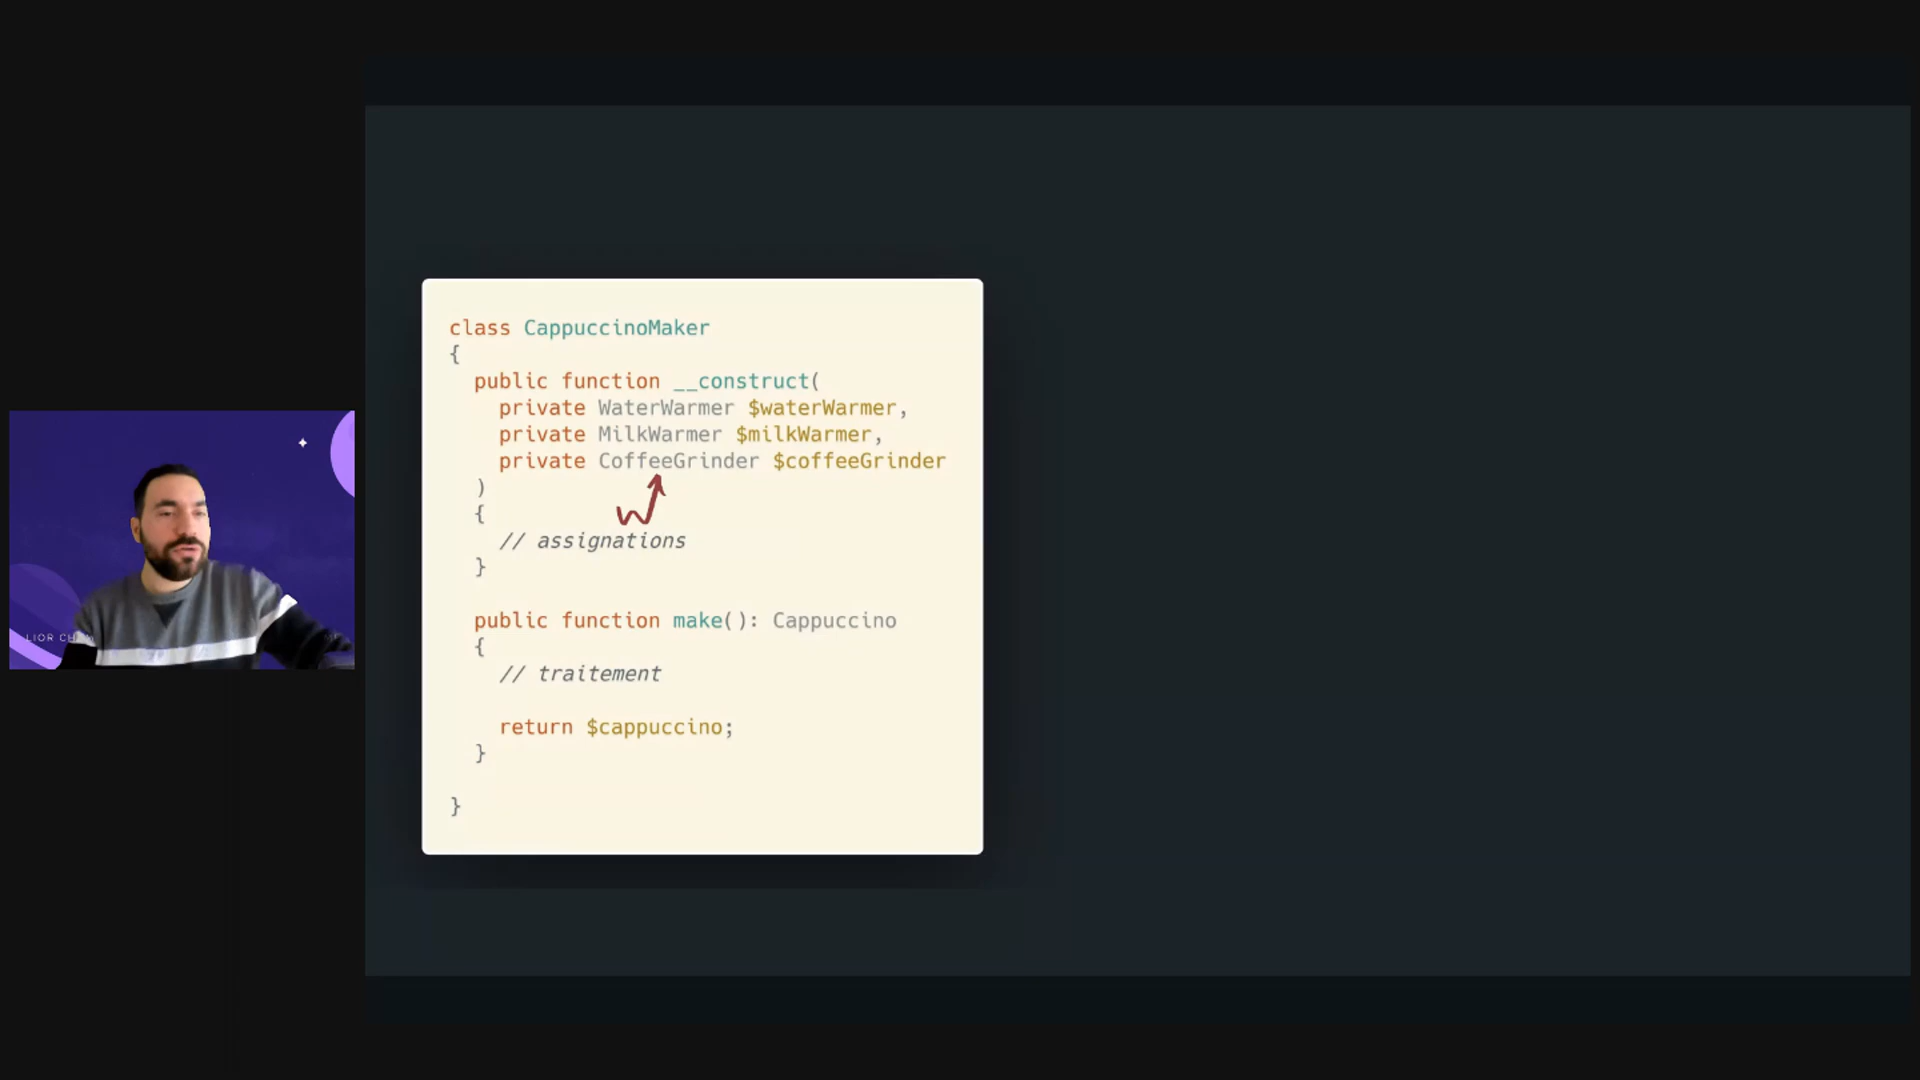 class CappuccinoMaker
{
public function __construct(
private WaterWarmer $waterWarmer,
private MilkWarmer $milkWarmer,
private CoffeeGrinder $coffeeGrinder
)
{
// assignations
}
public function make(): Cappuccino
{
// traitement
return $cappuccino;
}
}
LIOR